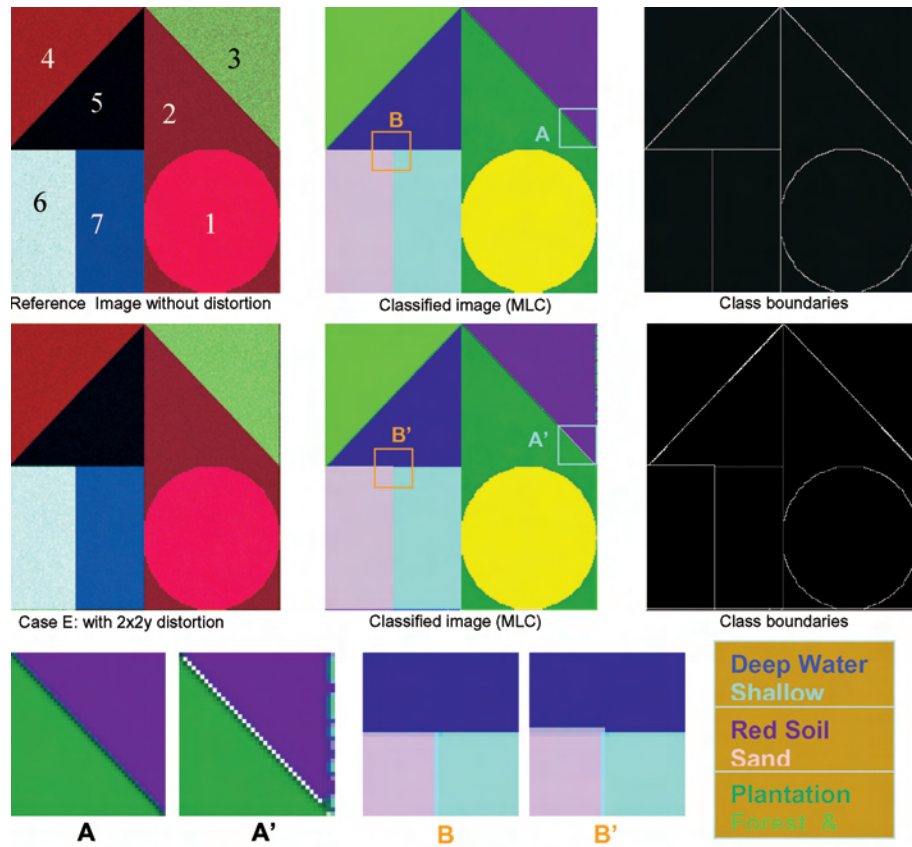 4
3
5
2
6
7
1
B
A
Reference Image without distortion
Classified image (MLC)
Class boundaries
B’
A’
Case E: with 2x2y distortion
Classified image (MLC)
Class boundaries
Deep Water
Shallow
Red Soil
Sand
Plantation
Forest &
A
A’
B
B’